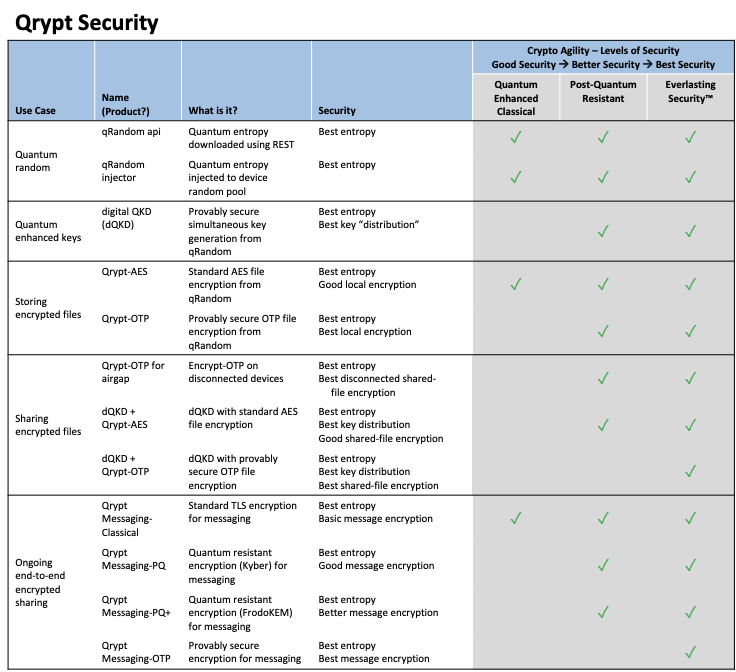 Qrypt Security
Crypto Agility – Levels of Security
Good Security → Better Security → Best Security
Use Case
Name
(Product?)
What is it?
Security
Quantum
Enhanced
Classical
Post-Quantum
Resistant
Everlasting
Security™
Quantum
random
qRandom api
Quantum entropy
downloaded using REST
Best entropy
✓ ✓ ✓
qRandom
injector
Quantum entropy
injected to device
random pool
Best entropy
✓ ✓ ✓
Quantum
enhanced keys
digital QKD
(dQKD)
Provably secure
simultaneous key
generation from
qRandom
Best entropy
Best key “distribution”
✓ ✓
Storing
encrypted files
Qrypt-AES
Standard AES file
encryption from
qRandom
Best entropy
Good local encryption
✓ ✓ ✓
Qrypt-OTP
Provably secure OTP file
encryption from
qRandom
Best entropy
Best local encryption
✓ ✓
Sharing
encrypted files
Qrypt-OTP for
airgap
Encrypt-OTP on
disconnected devices
Best entropy
Best disconnected shared-
file encryption
✓ ✓
dQKD +
Qrypt-AES
dQKD with standard AES
file encryption
Best entropy
Best key distribution
Good shared-file encryption
✓ ✓
dQKD +
Qrypt-OTP
dQKD with provably
secure OTP file
encryption
Best entropy
Best key distribution
Best shared-file encryption
✓
Ongoing
end-to-end
encrypted
sharing
Qrypt
Messaging-
Classical
Standard TLS encryption
for messaging
Best entropy
Basic message encryption
✓ ✓ ✓
Qrypt
Messaging-PQ
Quantum resistant
encryption (Kyber) for
messaging
Best entropy
Good message encryption
✓ ✓
Qrypt
Messaging-PQ+
Quantum resistant
encryption (FrodoKEM)
for messaging
Best entropy
Better message encryption
✓ ✓
Qrypt
Messaging-OTP
Provably secure
encryption for messaging
Best entropy
Best message encryption
✓